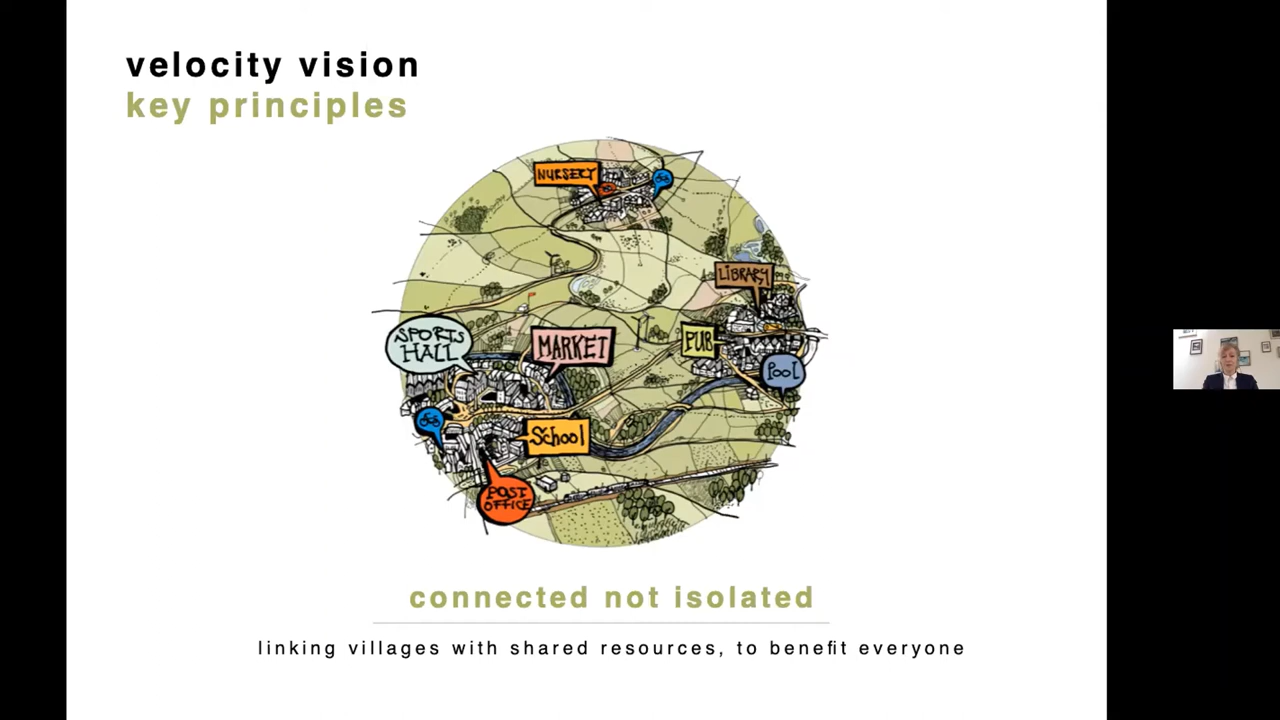 velocity vision
key principles
NURSERY
LIBRARY
SPORTS
HALL
MARKET
PUB
POOL
School
POST
OFFICE
connected not isolated
linking villages with shared resources, to benefit everyone